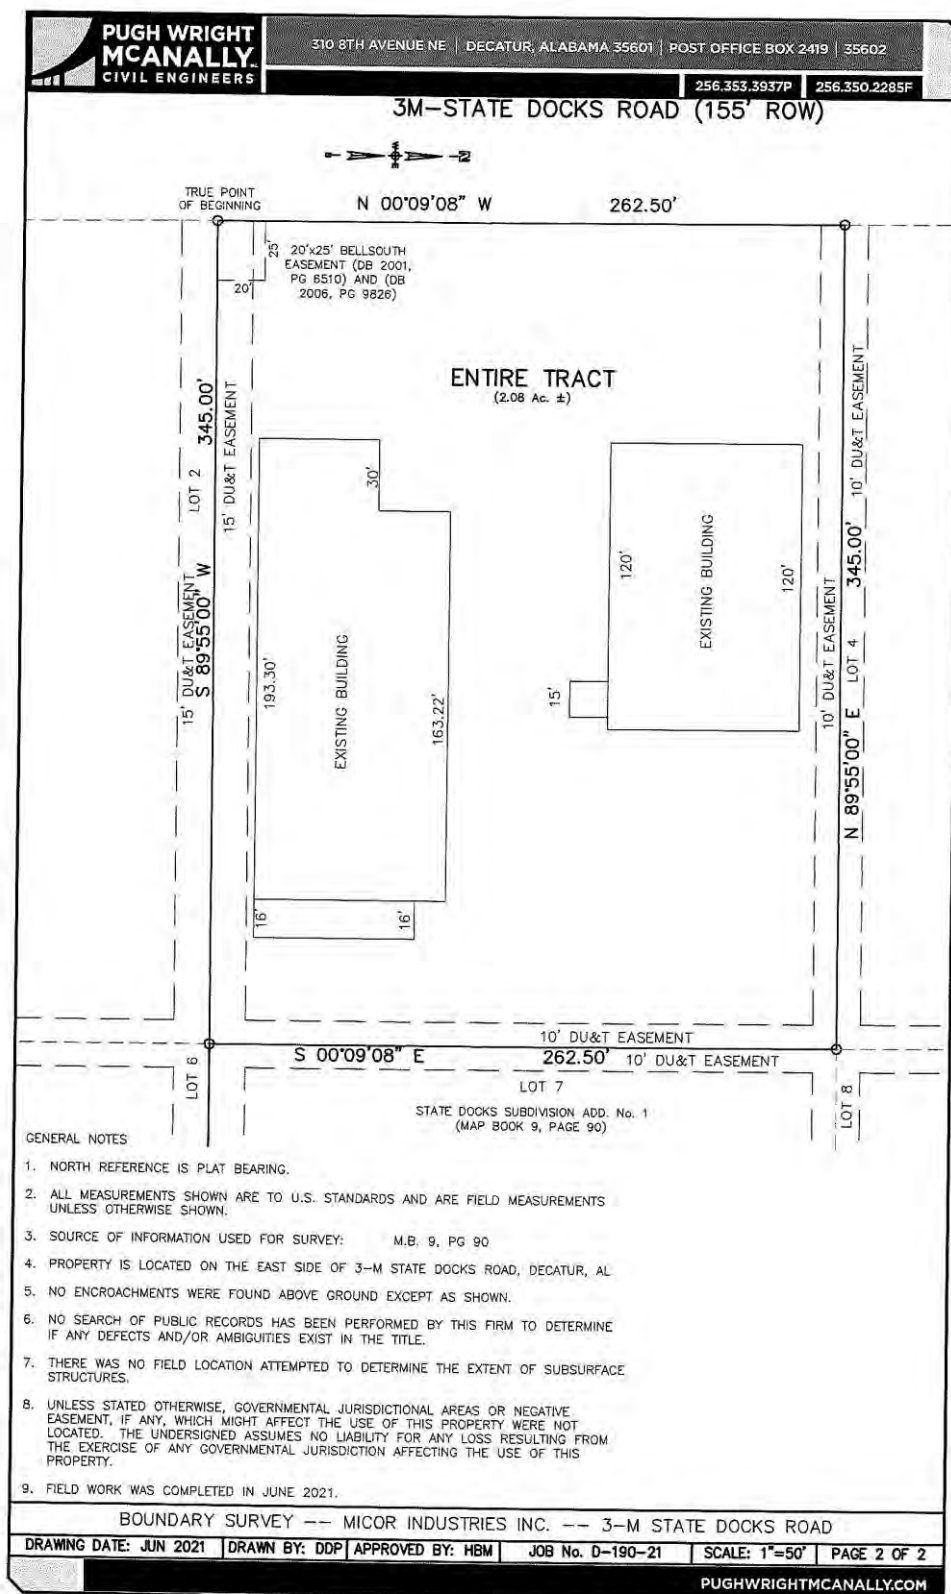 PUGH WRIGHT
MCANALLY
CIVIL ENGINEERS
310 8TH AVENUE NE | DECATUR, ALABAMA 35601 | POST OFFICE BOX 2419 | 35602
256.353.3937P | 256.350.2285F
3M-STATE DOCKS ROAD (155' ROW)
N
TRUE POINT
OF BEGINNING
N 00°09'08" W 262.50'
25'
20'
20'x25' BELLSOUTH
EASEMENT (DB 2001,
PG 6510) AND (DB
2006, PG 9826)
ENTIRE TRACT
(2.08 Ac. ±)
S 89°55'00" W 345.00'
LOT 2
15' DU&T EASEMENT
15' DU&T EASEMENT
30'
193.30'
EXISTING BUILDING
163.22'
16'
16'
120'
EXISTING BUILDING
120'
15'
10' DU&T EASEMENT
10' DU&T EASEMENT
N 89°55'00" E 345.00'
LOT 4
10' DU&T EASEMENT
S 00°09'08" E 262.50' 10' DU&T EASEMENT
LOT 6
LOT 7
LOT 8
STATE DOCKS SUBDIVISION ADD. No. 1
(MAP BOOK 9, PAGE 90)
GENERAL NOTES
1. NORTH REFERENCE IS PLAT BEARING.
2. ALL MEASUREMENTS SHOWN ARE TO U.S. STANDARDS AND ARE FIELD MEASUREMENTS
UNLESS OTHERWISE SHOWN.
3. SOURCE OF INFORMATION USED FOR SURVEY: M.B. 9, PG 90
4. PROPERTY IS LOCATED ON THE EAST SIDE OF 3-M STATE DOCKS ROAD, DECATUR, AL
5. NO ENCROACHMENTS WERE FOUND ABOVE GROUND EXCEPT AS SHOWN.
6. NO SEARCH OF PUBLIC RECORDS HAS BEEN PERFORMED BY THIS FIRM TO DETERMINE
IF ANY DEFECTS AND/OR AMBIGUITIES EXIST IN THE TITLE.
7. THERE WAS NO FIELD LOCATION ATTEMPTED TO DETERMINE THE EXTENT OF SUBSURFACE
STRUCTURES.
8. UNLESS STATED OTHERWISE, GOVERNMENTAL JURISDICTIONAL AREAS OR NEGATIVE
EASEMENT, IF ANY, WHICH MIGHT AFFECT THE USE OF THIS PROPERTY WERE NOT
LOCATED. THE UNDERSIGNED ASSUMES NO LIABILITY FOR ANY LOSS RESULTING FROM
THE EXERCISE OF ANY GOVERNMENTAL JURISDICTION AFFECTING THE USE OF THIS
PROPERTY.
9. FIELD WORK WAS COMPLETED IN JUNE 2021.
BOUNDARY SURVEY -- MICOR INDUSTRIES INC. -- 3-M STATE DOCKS ROAD
DRAWING DATE: JUN 2021 | DRAWN BY: DDP | APPROVED BY: HBM | JOB No. D-190-21 | SCALE: 1"=50' | PAGE 2 OF 2
PUGHWRIGHTMCANALLY.COM